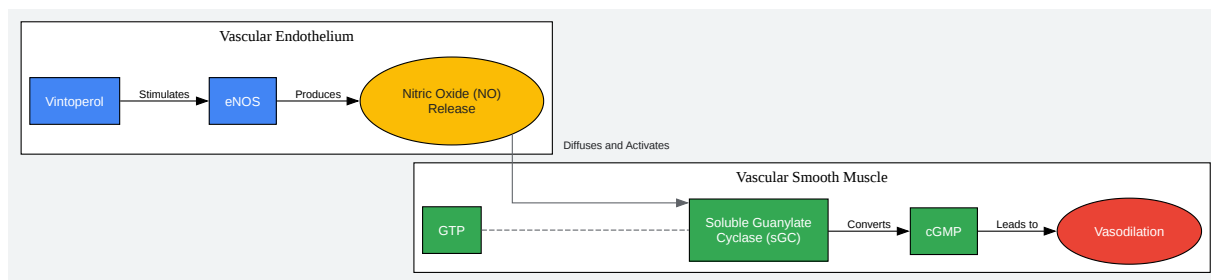 Vascular Endothelium
Vintoperol
Stimulates
eNOS
Produces
Nitric Oxide (NO)
Release
Diffuses and Activates
Vascular Smooth Muscle
GTP
Soluble Guanylate
Cyclase (sGC)
Converts
cGMP
Leads to
Vasodilation